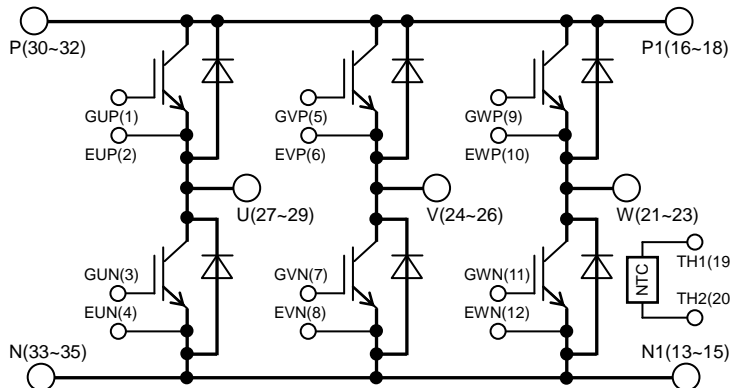 P(30~32)
P1(16~18)
GUP(1)
GVP(5)
GWP(9)
EUP(2)
EVP(6)
EWP(10)
U(27~29)
V(24~26)
W(21~23)
GUN(3)
GVN(7)
GWN(11)
NTC
TH1(19
EUN(4)
EVN(8)
EWN(12)
TH2(20
N(33~35)
N1(13~15)